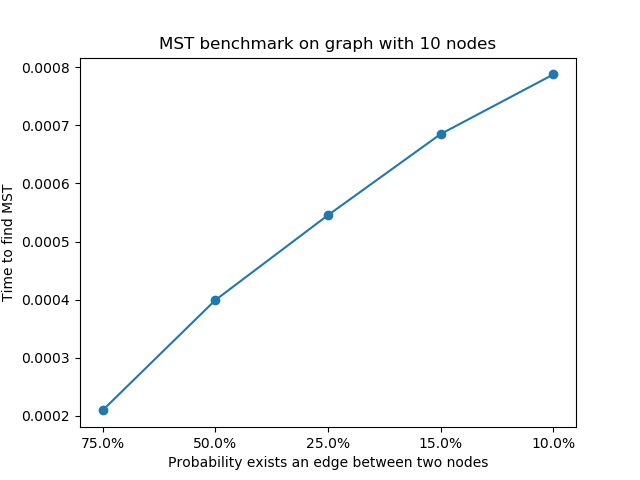 MST benchmark on graph with 10 nodes
Time to find MST
0.0008
0.0007
0.0006
0.0005
0.0004
0.0003
0.0002
75.0% 50.0% 25.0% 15.0% 10.0%
Probability exists an edge between two nodes